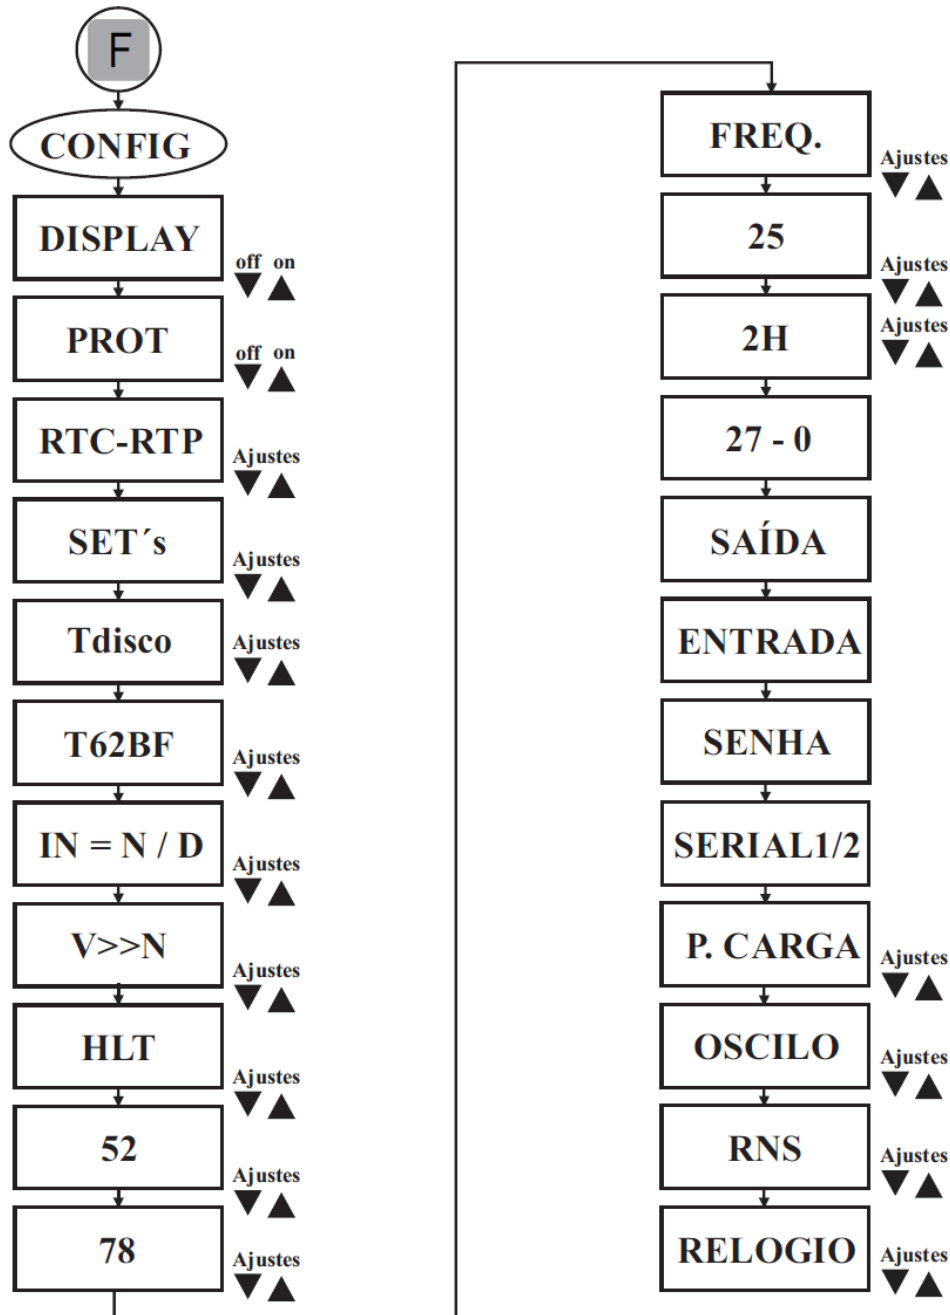 F
CONFIG
DISPLAY
off on
PROT
off on
RTC-RTP
Ajustes
SET´s
Ajustes
Tdisco
Ajustes
T62BF
Ajustes
IN = N / D
Ajustes
V>>N
Ajustes
HLT
Ajustes
52
Ajustes
78
Ajustes
FREQ.
Ajustes
25
Ajustes
2H
Ajustes
27 - 0
SAÍDA
ENTRADA
SENHA
SERIAL1/2
P. CARGA
Ajustes
OSCILO
Ajustes
RNS
Ajustes
RELOGIO
Ajustes